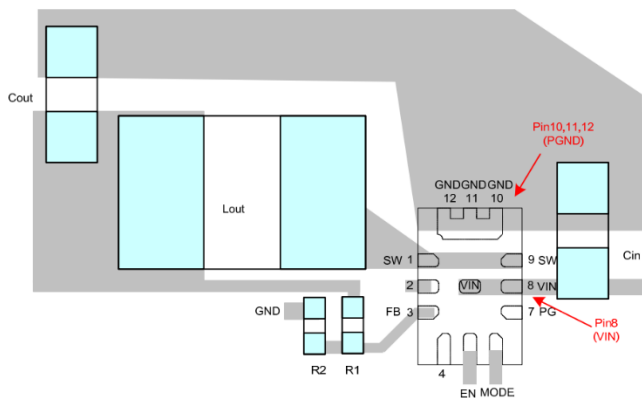 Cout
Pin10,11,12
(PGND)
GND GND GND
12 11 10
Lout
SW 1
9 SW
Cin
2
VIN
8 VIN
GND
FB 3
7 PG
Pin8
(VIN)
4
R2 R1
EN MODE